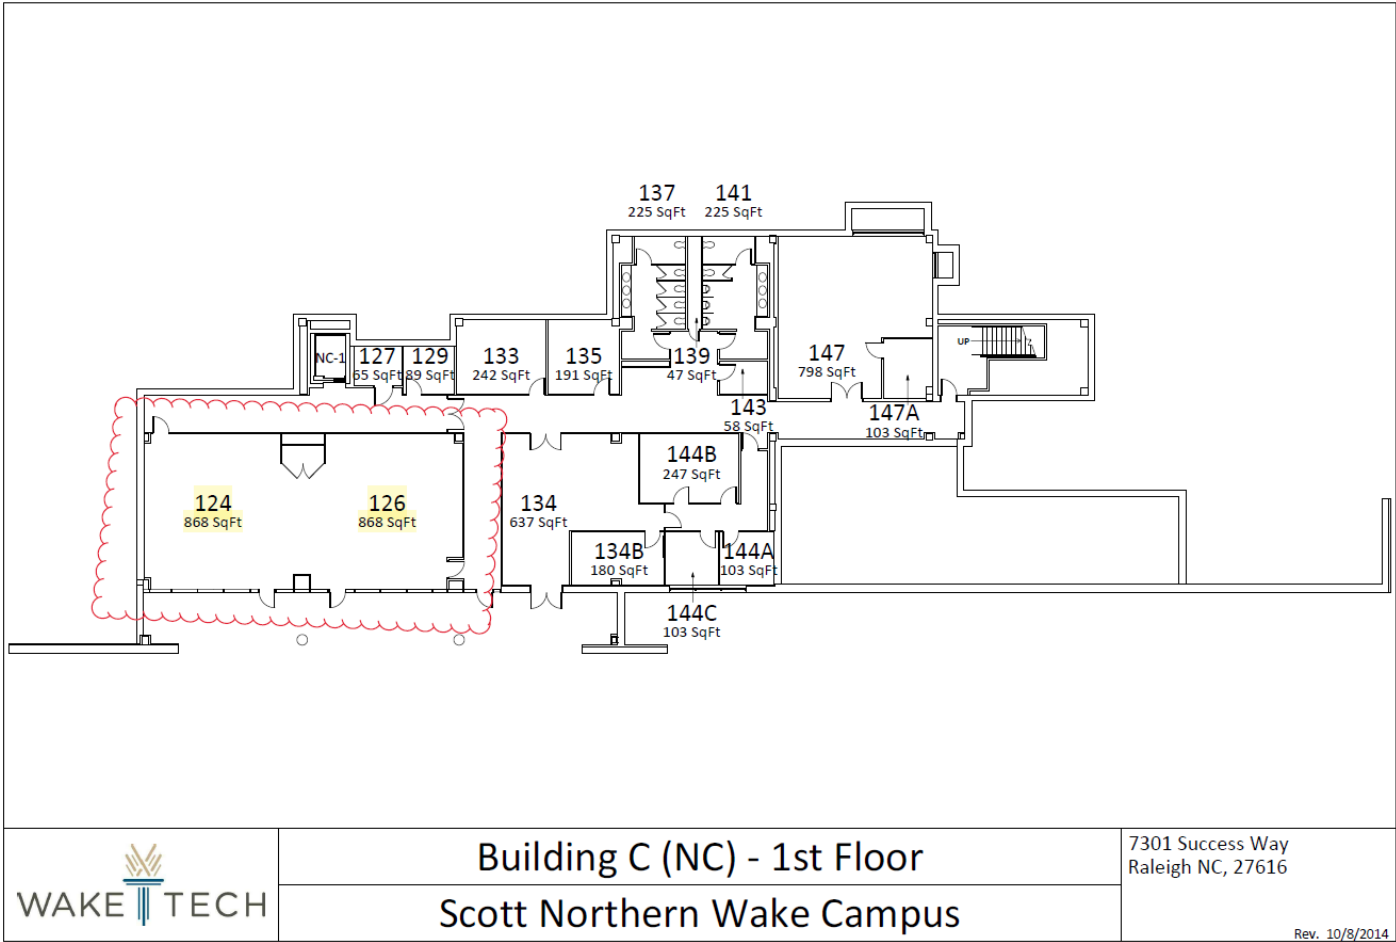 137
225 SqFt
141
225 SqFt
NC-1
127
65 SqFt
129
89 SqFt
133
242 SqFt
135
191 SqFt
139
47 SqFt
147
798 SqFt
UP
143
58 SqFt
147A
103 SqFt
144B
247 SqFt
124
868 SqFt
126
868 SqFt
134
637 SqFt
134B
180 SqFt
144A
103 SqFt
144C
103 SqFt
WAKE TECH
Building C (NC) - 1st Floor
Scott Northern Wake Campus
7301 Success Way
Raleigh NC, 27616
Rev. 10/8/2014